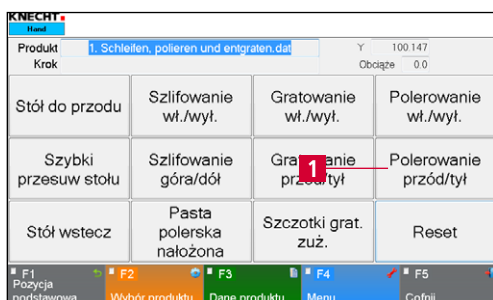 KNECHT
Hand
Produkt 1. Schleifen, polieren und entgraten.dat Y 100.147
Krok Obciąże 0.0
Stół do przodu
Szlifowanie
wł./wył.
Gratowanie
wł./wył.
Polerowanie
wł./wył.
Szybki
przesuw stołu
Szlifowanie
góra/dół
Gratowanie
przód/tył
1
Polerowanie
przód/tył
Stół wstecz
Pasta
polerska
nałożona
Szczotki grat.
zuż.
Reset
F1 F2 F3 F4 F5
Pozycja
podstawowa Wybór produktu Dane produktu Menu Cofnij